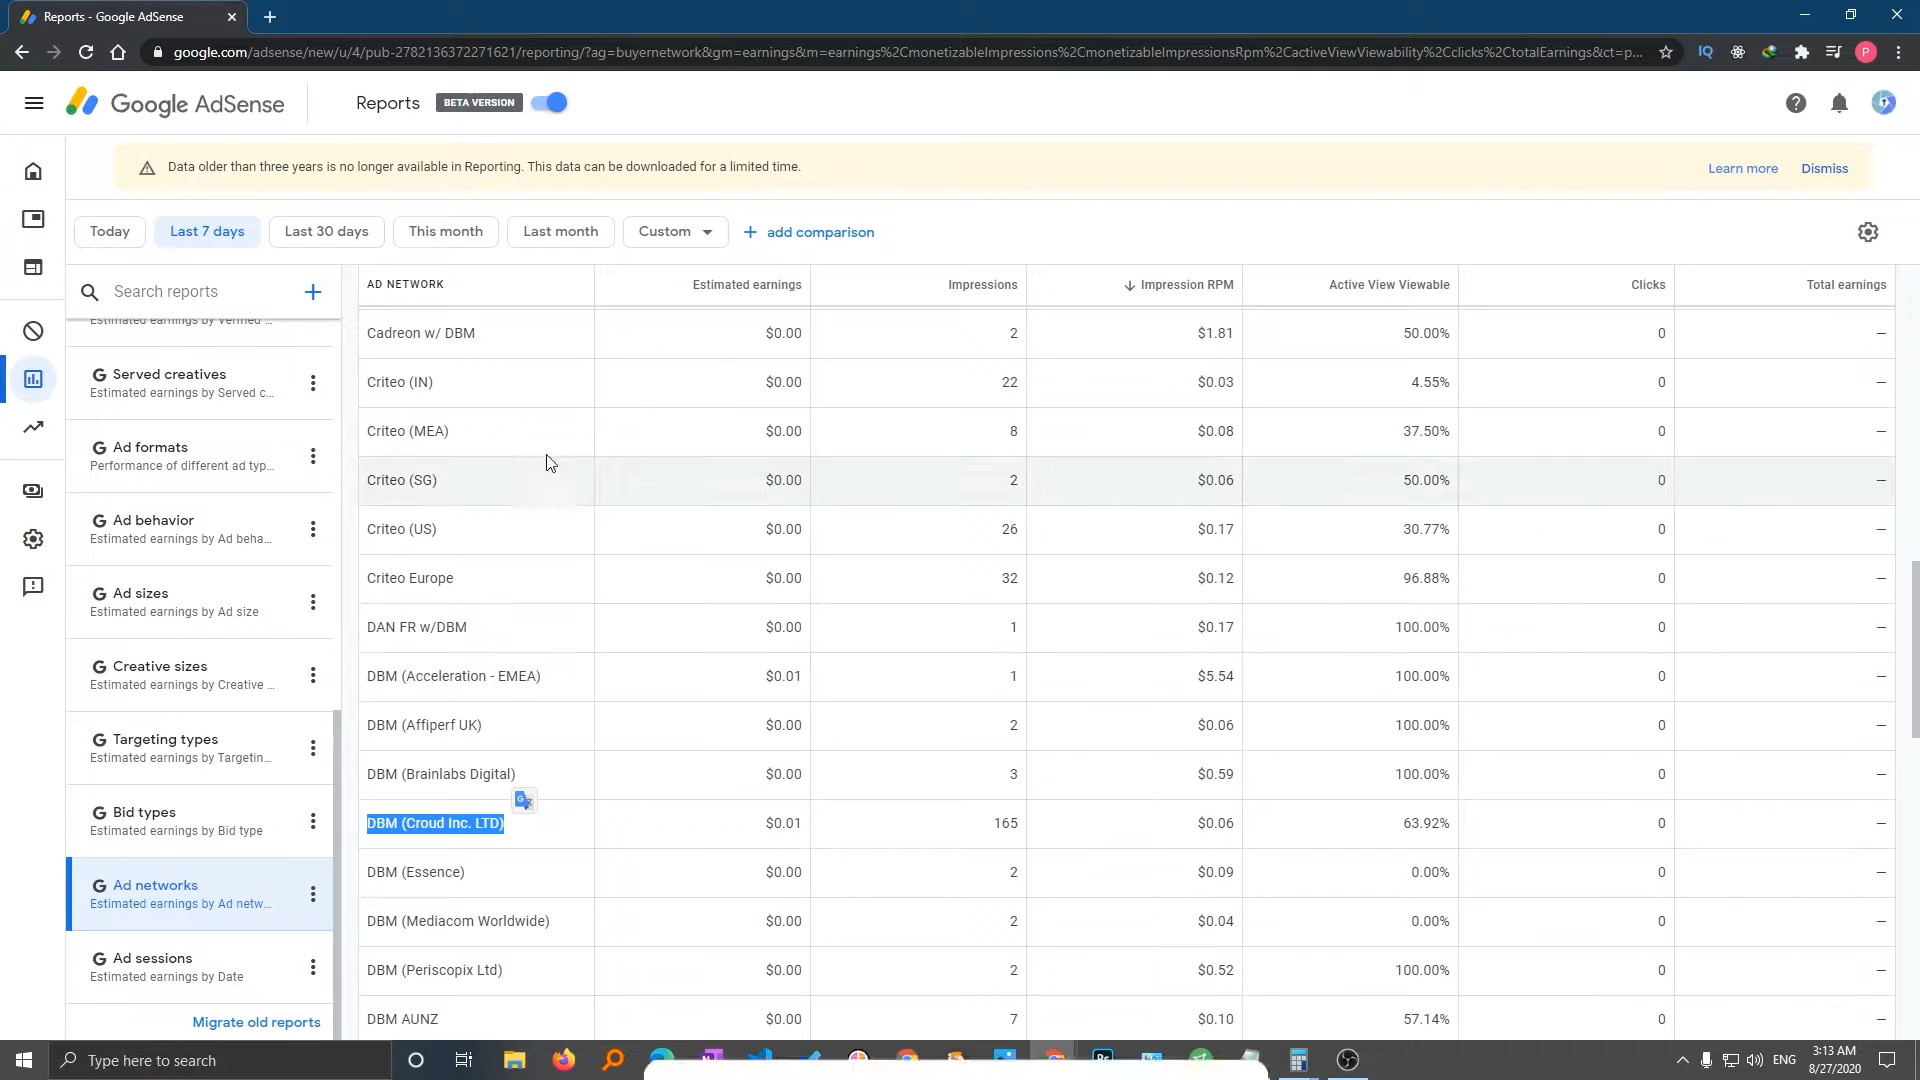 Reports - Google AdSense
google.com/adsense/new/u/4/pub-2782136372271621/reporting/?ag=buyernetwork&gm=earnings&m=earnings%2CmonetizableImpressions%2CmonetizableImpressionsRpm%2CactiveViewViewability%2Cclicks%2CtotalEarnings&ct=p...
IQ
P
Google AdSense
Reports
BETA VERSION
Data older than three years is no longer available in Reporting. This data can be downloaded for a limited time.
Learn more
Dismiss
Today
Last 7 days
Last 30 days
This month
Last month
Custom
+ add comparison
Search reports
Served creatives
Estimated earnings by Served c...
Ad formats
Performance of different ad typ...
Ad behavior
Estimated earnings by Ad beha...
Ad sizes
Estimated earnings by Ad size
Creative sizes
Estimated earnings by Creative ...
Targeting types
Estimated earnings by Targetin...
Bid types
Estimated earnings by Bid type
Ad networks
Estimated earnings by Ad netw...
Ad sessions
Estimated earnings by Date
Migrate old reports
AD NETWORK Estimated earnings Impressions Impression RPM Active View Viewable Clicks Total earnings
Cadreon w/ DBM $0.00 2 $1.81 50.00% 0 —
Criteo (IN) $0.00 22 $0.03 4.55% 0 —
Criteo (MEA) $0.00 8 $0.08 37.50% 0 —
Criteo (SG) $0.00 2 $0.06 50.00% 0 —
Criteo (US) $0.00 26 $0.17 30.77% 0 —
Criteo Europe $0.00 32 $0.12 96.88% 0 —
DAN FR w/DBM $0.00 1 $0.17 100.00% 0 —
DBM (Acceleration - EMEA) $0.01 1 $5.54 100.00% 0 —
DBM (Affiperf UK) $0.00 2 $0.06 100.00% 0 —
DBM (Brainlabs Digital) $0.00 3 $0.59 100.00% 0 —
DBM (Croud Inc. LTD) $0.01 165 $0.06 63.92% 0 —
DBM (Essence) $0.00 2 $0.09 0.00% 0 —
DBM (Mediacom Worldwide) $0.00 2 $0.04 0.00% 0 —
DBM (Periscopix Ltd) $0.00 2 $0.52 100.00% 0 —
DBM AUNZ $0.00 7 $0.10 57.14% 0 —
Type here to search
ENG
3:13 AM
8/27/2020